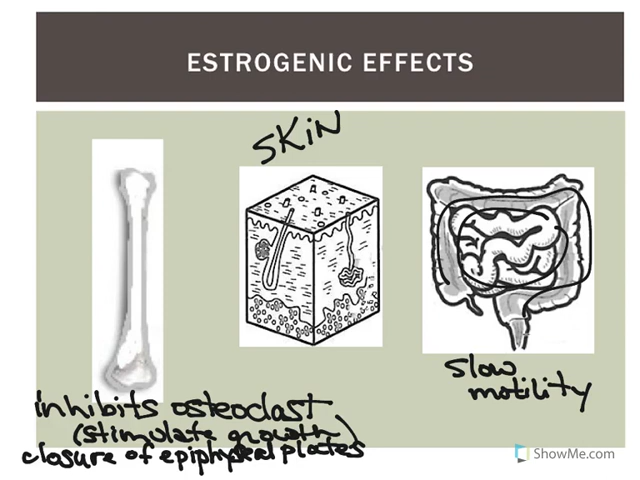 ESTROGENIC EFFECTS
SKIN
slow
motility
inhibits osteoclast
(stimulate growth)
closure of epiphyseal plates
ShowMe.com